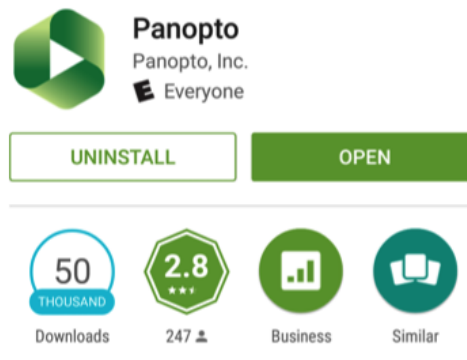 Panopto
Panopto, Inc.
E Everyone
UNINSTALL OPEN
50
THOUSAND
2.8
Downloads 247 Business Similar